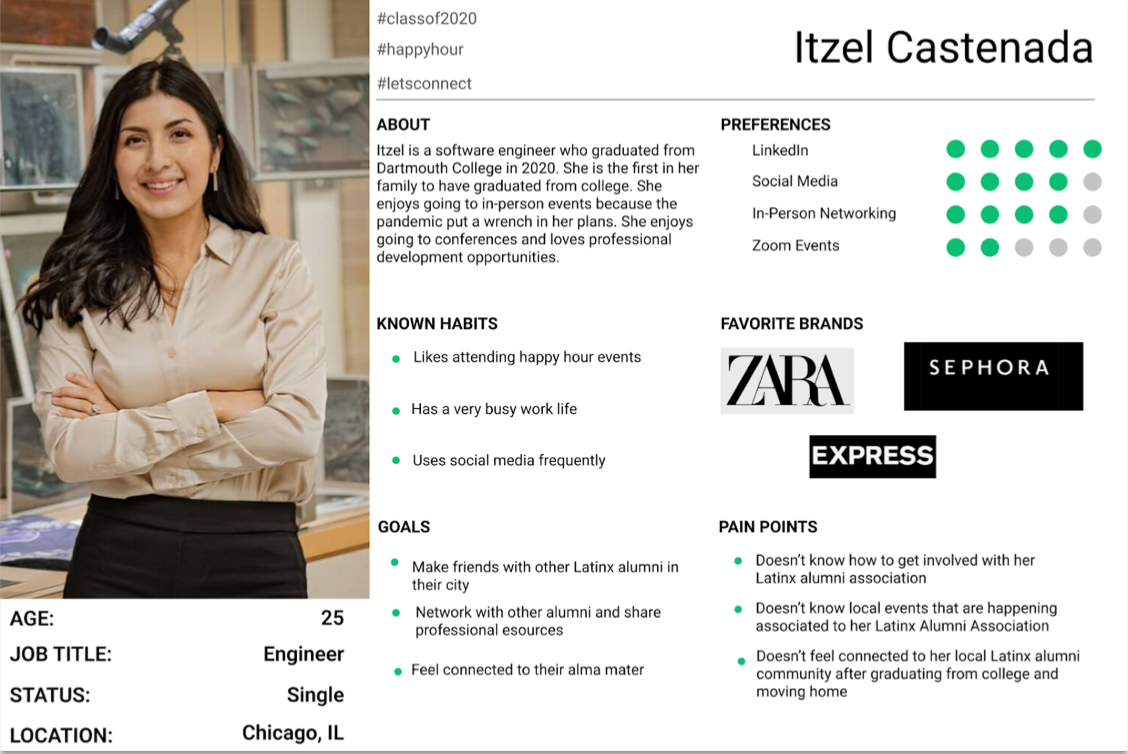 #classof2020
#happyhour
#letsconnect
Itzel Castenada
ABOUT
Itzel is a software engineer who graduated from
Dartmouth College in 2020. She is the first in her
family to have graduated from college. She
enjoys going to in-person events because the
pandemic put a wrench in her plans. She enjoys
going to conferences and loves professional
development opportunities.
PREFERENCES
LinkedIn
Social Media
In-Person Networking
Zoom Events
KNOWN HABITS
Likes attending happy hour events
Has a very busy work life
Uses social media frequently
FAVORITE BRANDS
ZARA
SEPHORA
EXPRESS
GOALS
Make friends with other Latinx alumni in
their city
Network with other alumni and share
professional esources
Feel connected to their alma mater
PAIN POINTS
Doesn't know how to get involved with her
Latinx alumni association
Doesn't know local events that are happening
associated to her Latinx Alumni Association
Doesn't feel connected to her local Latinx alumni
community after graduating from college and
moving home
AGE: 25
JOB TITLE: Engineer
STATUS: Single
LOCATION: Chicago, IL